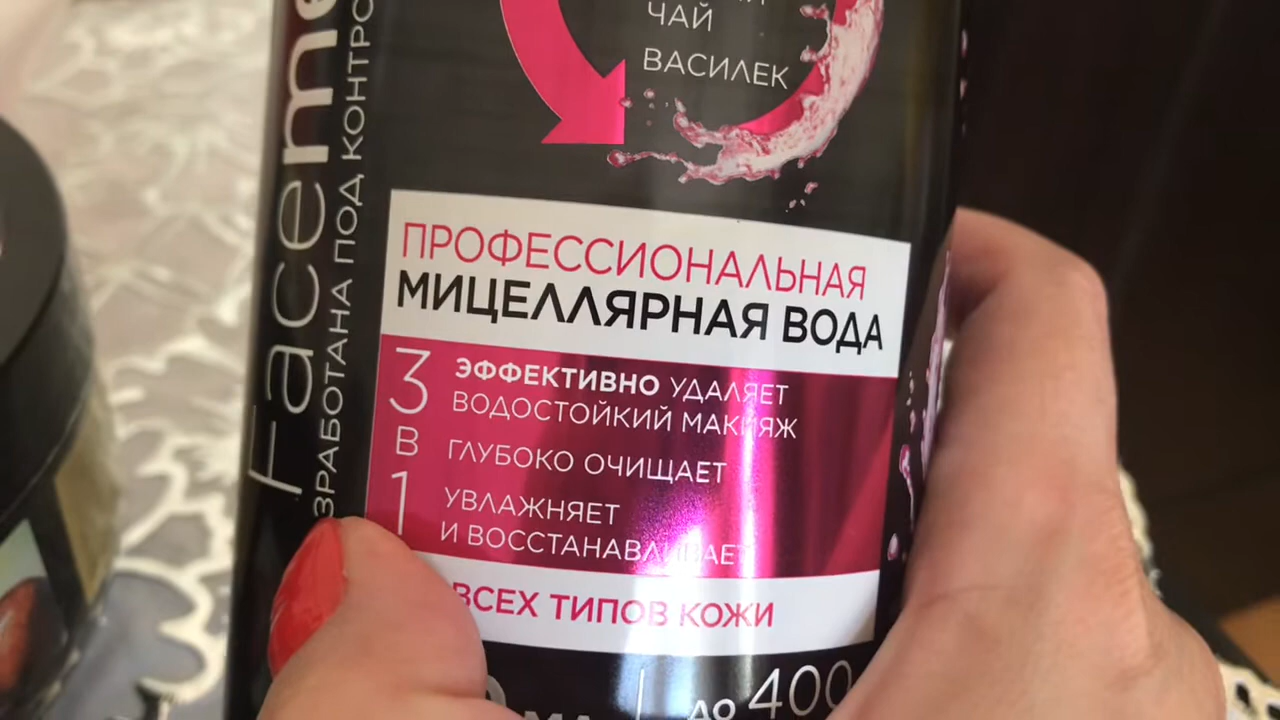 ЧАЙ
ВАСИЛЕК
ПРОФЕССИОНАЛЬНАЯ
МИЦЕЛЛЯРНАЯ ВОДА
3
В
1
ЭФФЕКТИВНО УДАЛЯЕТ
ВОДОСТОЙКИЙ МАКИЯЖ
ГЛУБОКО ОЧИЩАЕТ
УВЛАЖНЯЕТ
И ВОССТАНАВЛИВАЕТ
ВСЕХ ТИПОВ КОЖИ
ДО 400
Facem
ЗРАБОТАНА ПОД КОНТРО